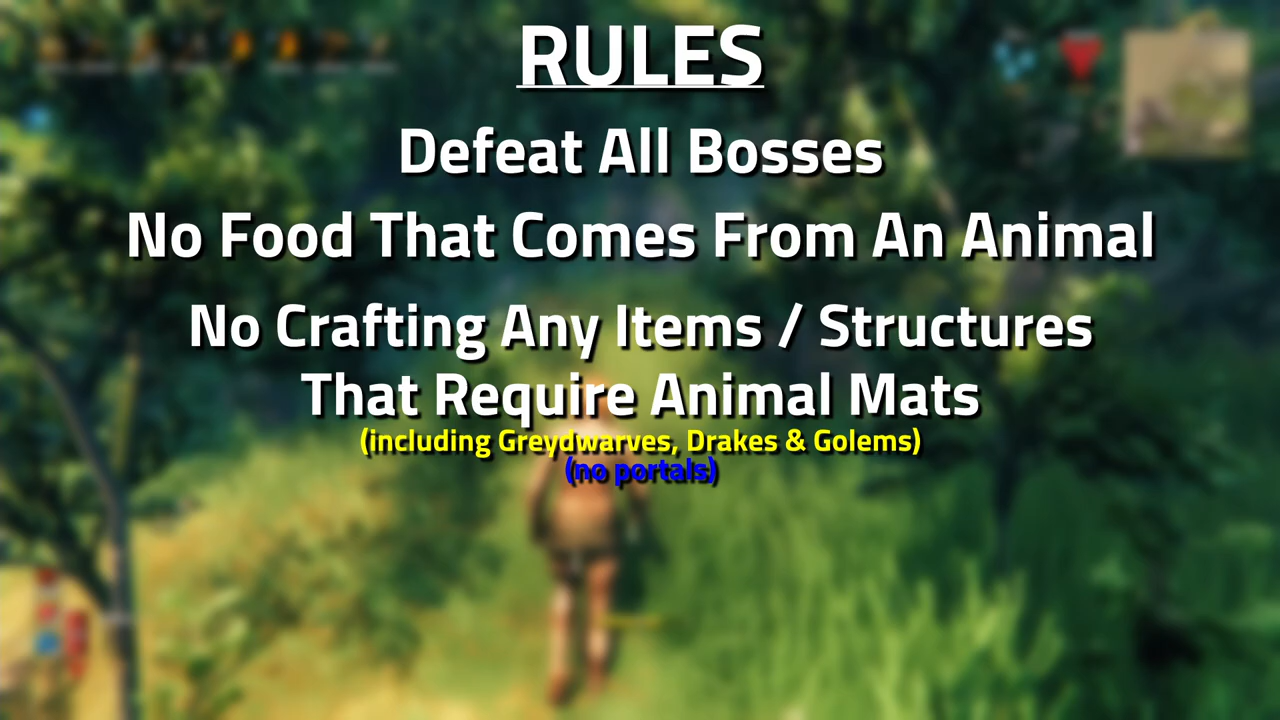 RULES
Defeat All Bosses
No Food That Comes From An Animal
No Crafting Any Items / Structures
That Require Animal Mats
(including Greydwarves, Drakes & Golems)
(no portals)